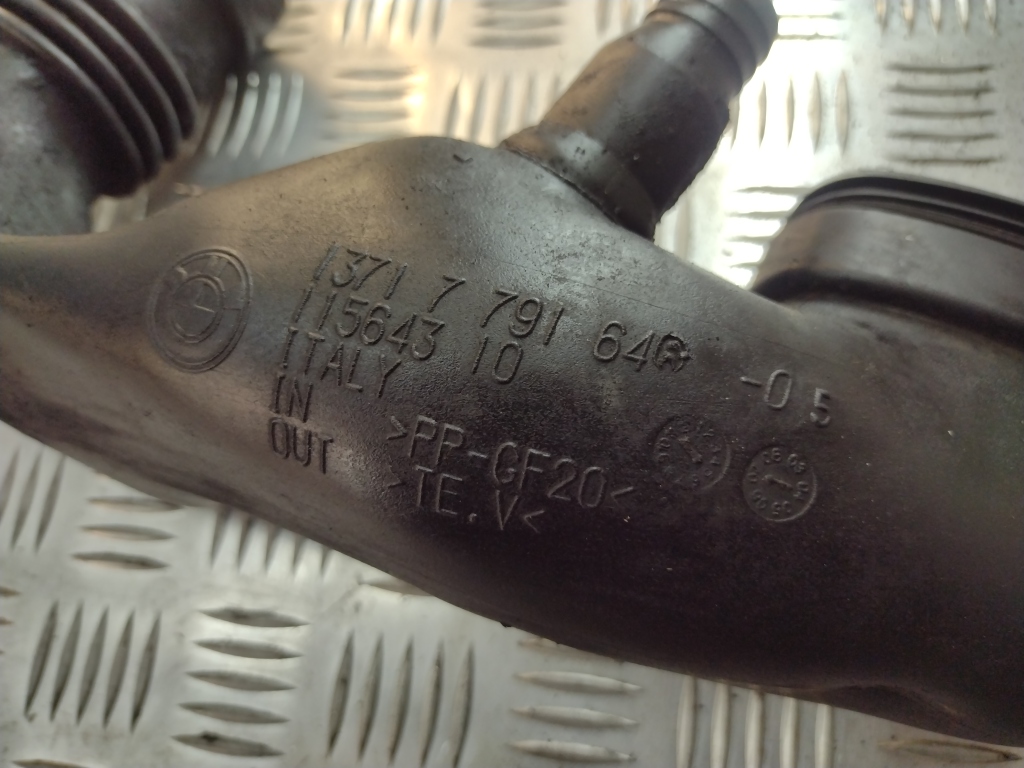 1371 7 791 64 -05
115643 10
ITALY
IN >PP-GF20<
OUT >TE.V<